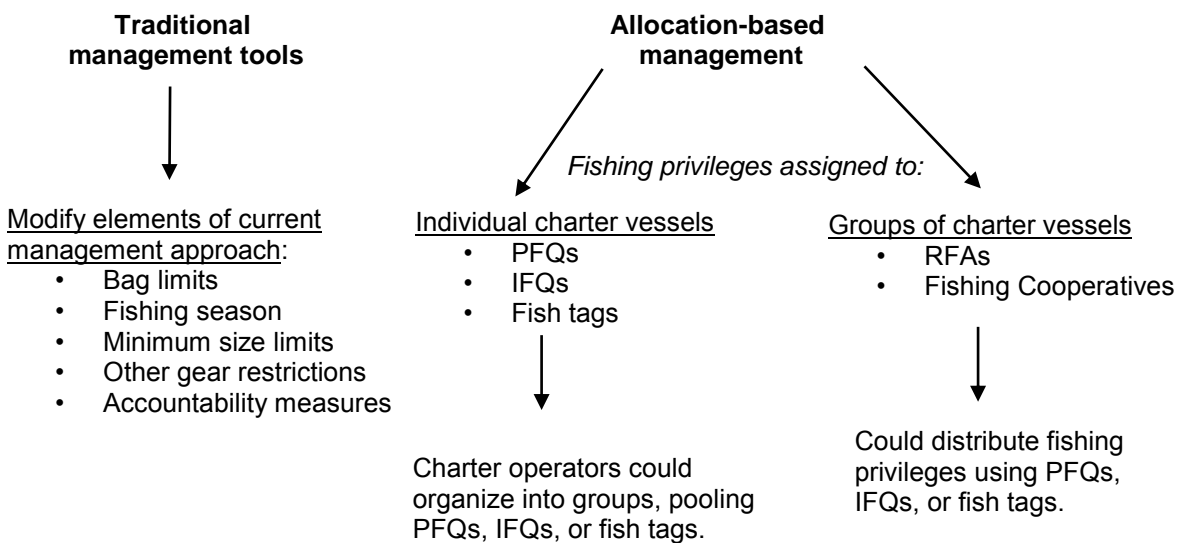 Traditional
management tools
Allocation-based
management
Fishing privileges assigned to:
Modify elements of current
management approach:
• Bag limits
• Fishing season
• Minimum size limits
• Other gear restrictions
• Accountability measures
Individual charter vessels
• PFQs
• IFQs
• Fish tags
Charter operators could
organize into groups, pooling
PFQs, IFQs, or fish tags.
Groups of charter vessels
• RFAs
• Fishing Cooperatives
Could distribute fishing
privileges using PFQs,
IFQs, or fish tags.